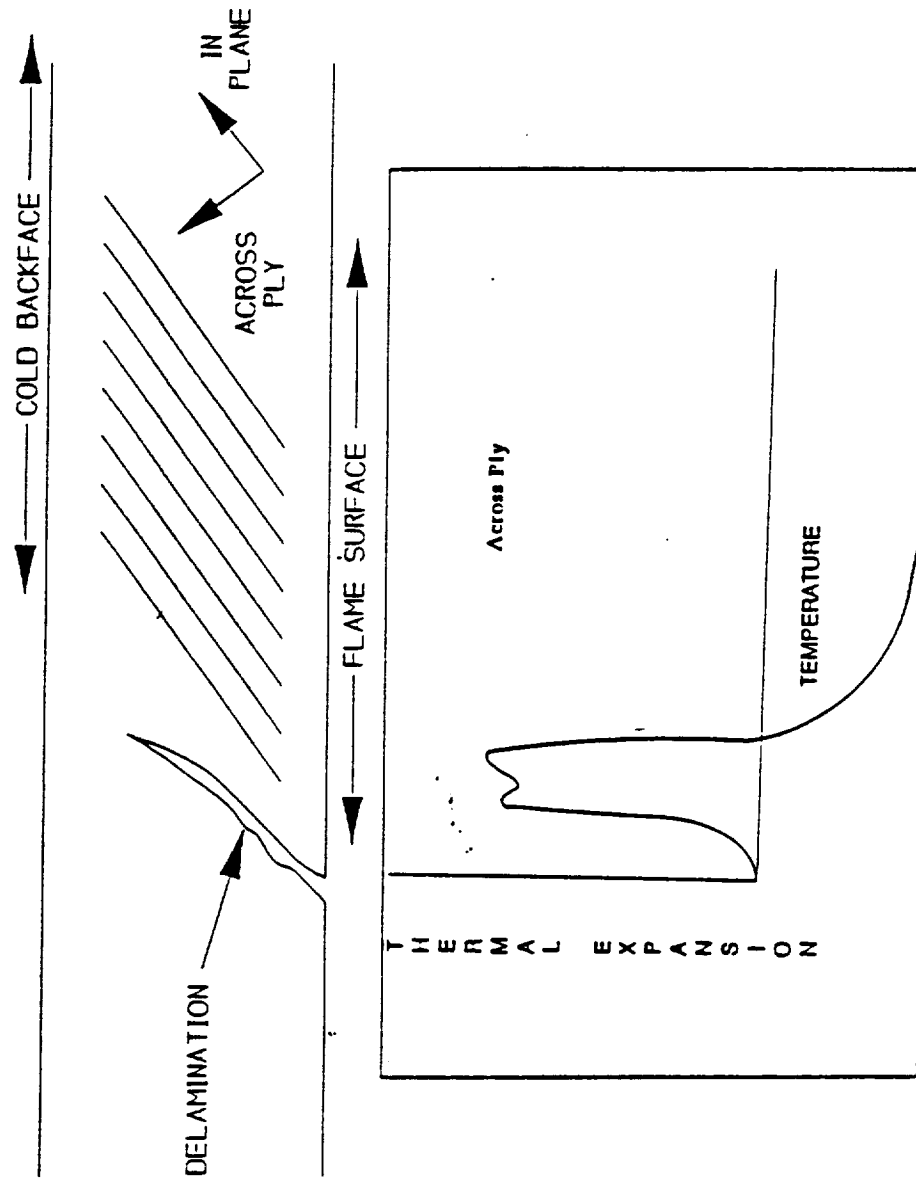 COLD BACKFACE
IN
PLANE
ACROSS
PLY
DELAMINATION
FLAME SURFACE
THERMAL EXPANSION
Across Ply
TEMPERATURE